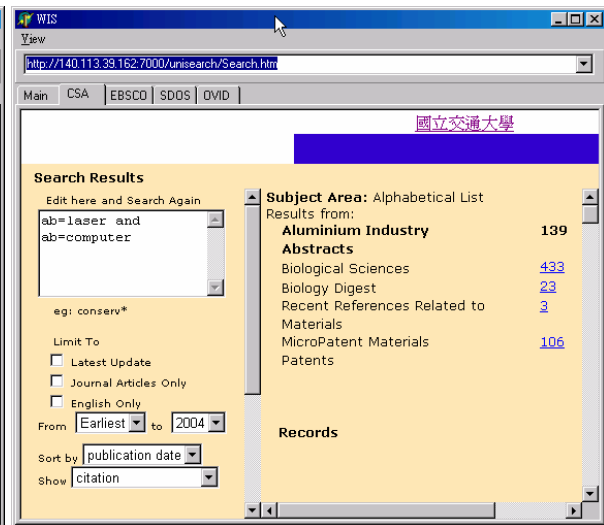 WIS
View
http://140.113.39.162:7000/unisearch/Search.htm
Main CSA EBSCO SDOS OVID
國立交通大學
Search Results
Edit here and Search Again
ab=laser and
ab=computer
eg: conserv*
Limit To
Latest Update
Journal Articles Only
English Only
From Earliest to 2004
Sort by publication date
Show citation
Subject Area: Alphabetical List
Results from:
Aluminium Industry 139
Abstracts
Biological Sciences 433
Biology Digest 23
Recent References Related to 3
Materials
MicroPatent Materials 106
Patents
Records